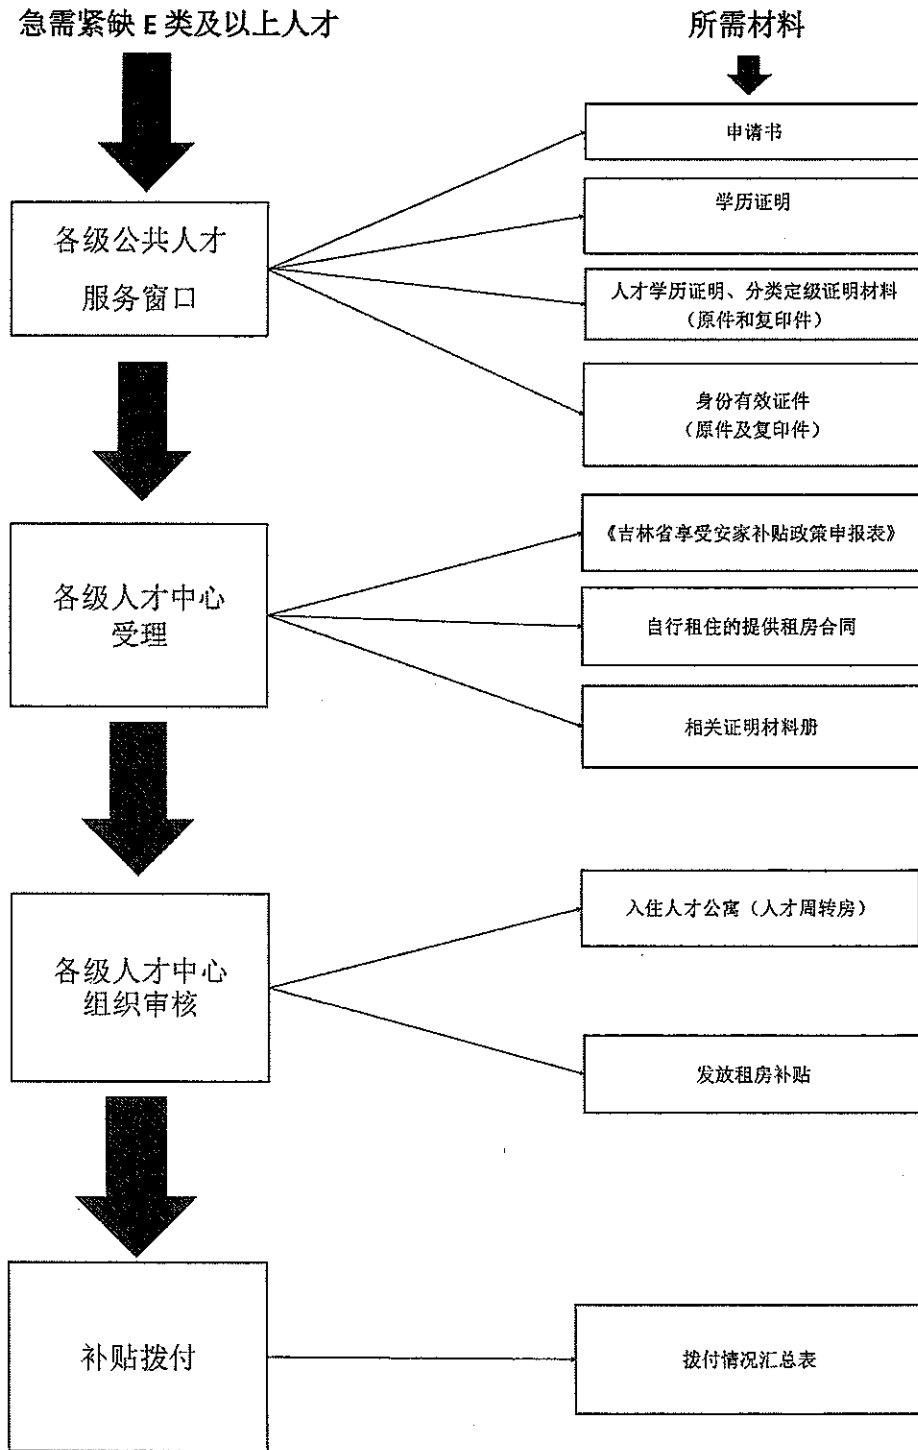 急需紧缺 E 类及以上人才
所需材料
各级公共人才
服务窗口
申请书
学历证明
人才学历证明、分类定级证明材料
（原件和复印件）
身份有效证件
（原件及复印件）
各级人才中心
受理
《吉林省享受安家补贴政策申报表》
自行租住的提供租房合同
相关证明材料册
各级人才中心
组织审核
入住人才公寓（人才周转房）
发放租房补贴
补贴拨付
拨付情况汇总表